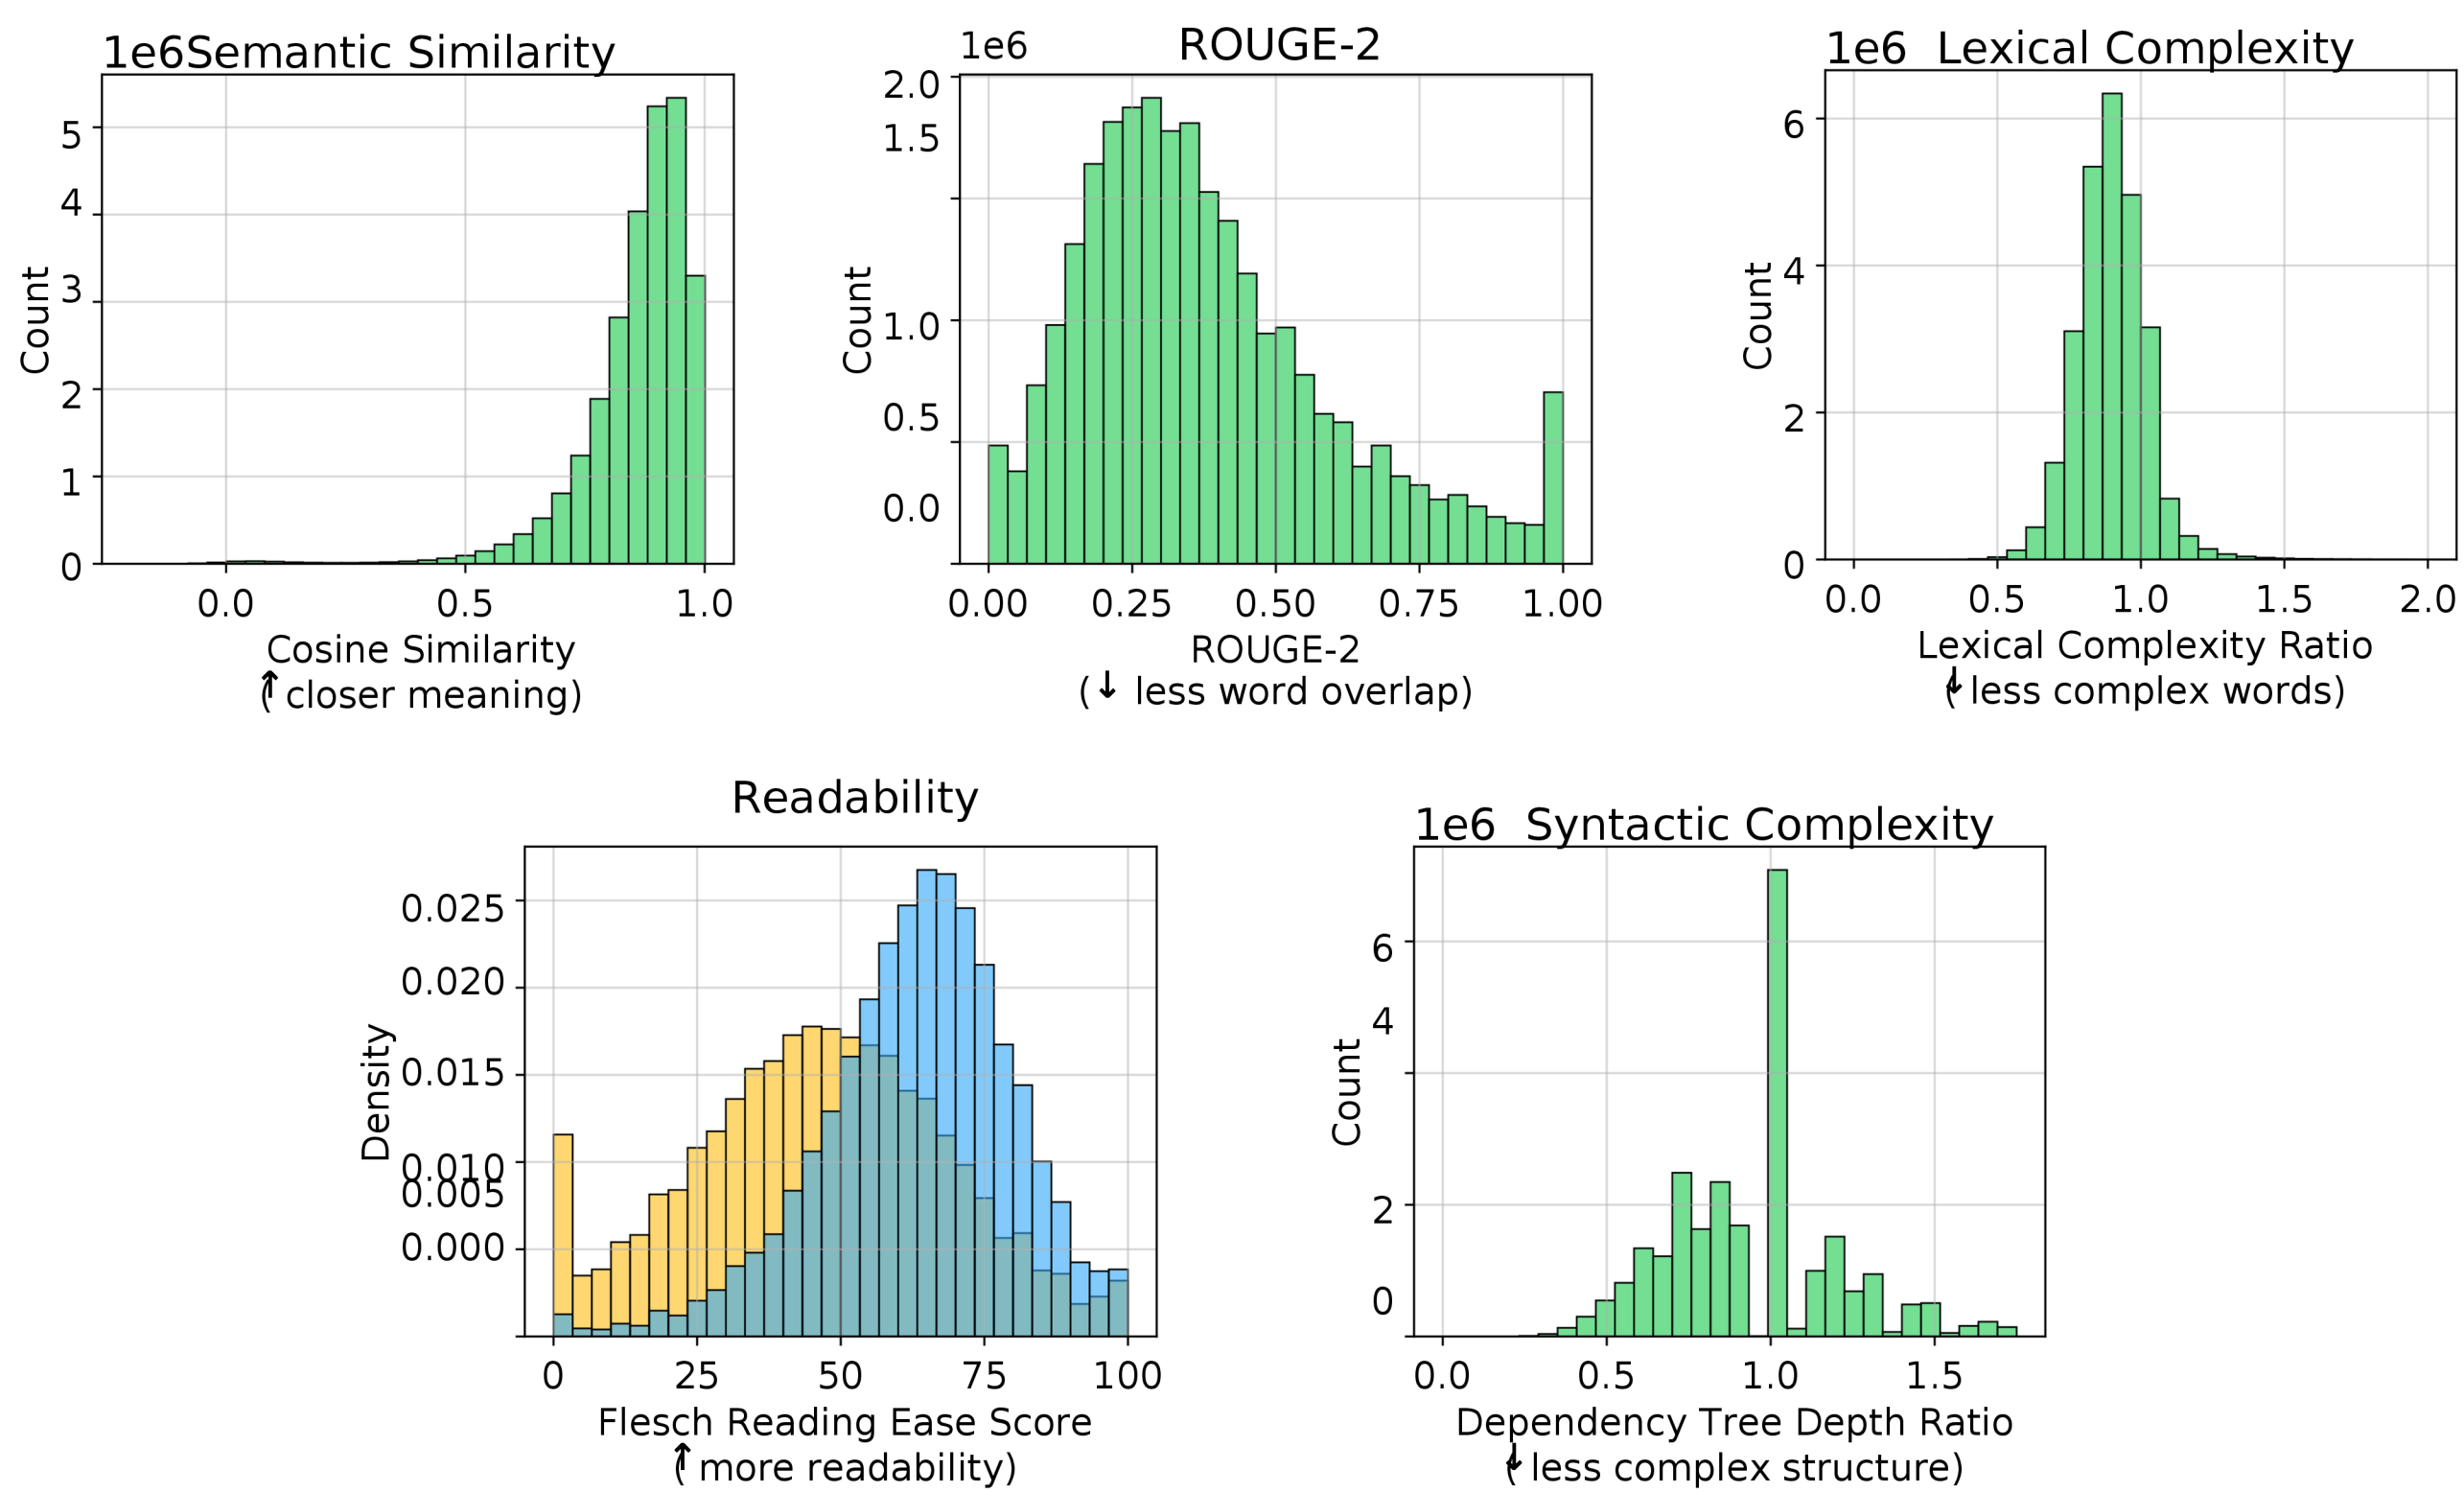 1e6Semantic Similarity
5
4
3
2
1
0
Count
0.0 0.5 1.0
Cosine Similarity
(↑ closer meaning)
1e6 ROUGE-2
2.0
1.5
1.0
0.5
0.0
Count
0.00 0.25 0.50 0.75 1.00
ROUGE-2
(↓ less word overlap)
1e6 Lexical Complexity
6
4
2
0
Count
0.0 0.5 1.0 1.5 2.0
Lexical Complexity Ratio
(↓ less complex words)
Readability
0.025
0.020
0.015
0.010
0.005
0.000
Density
0 25 50 75 100
Flesch Reading Ease Score
(↑ more readability)
1e6 Syntactic Complexity
6
4
2
0
Count
0.0 0.5 1.0 1.5
Dependency Tree Depth Ratio
(↓ less complex structure)